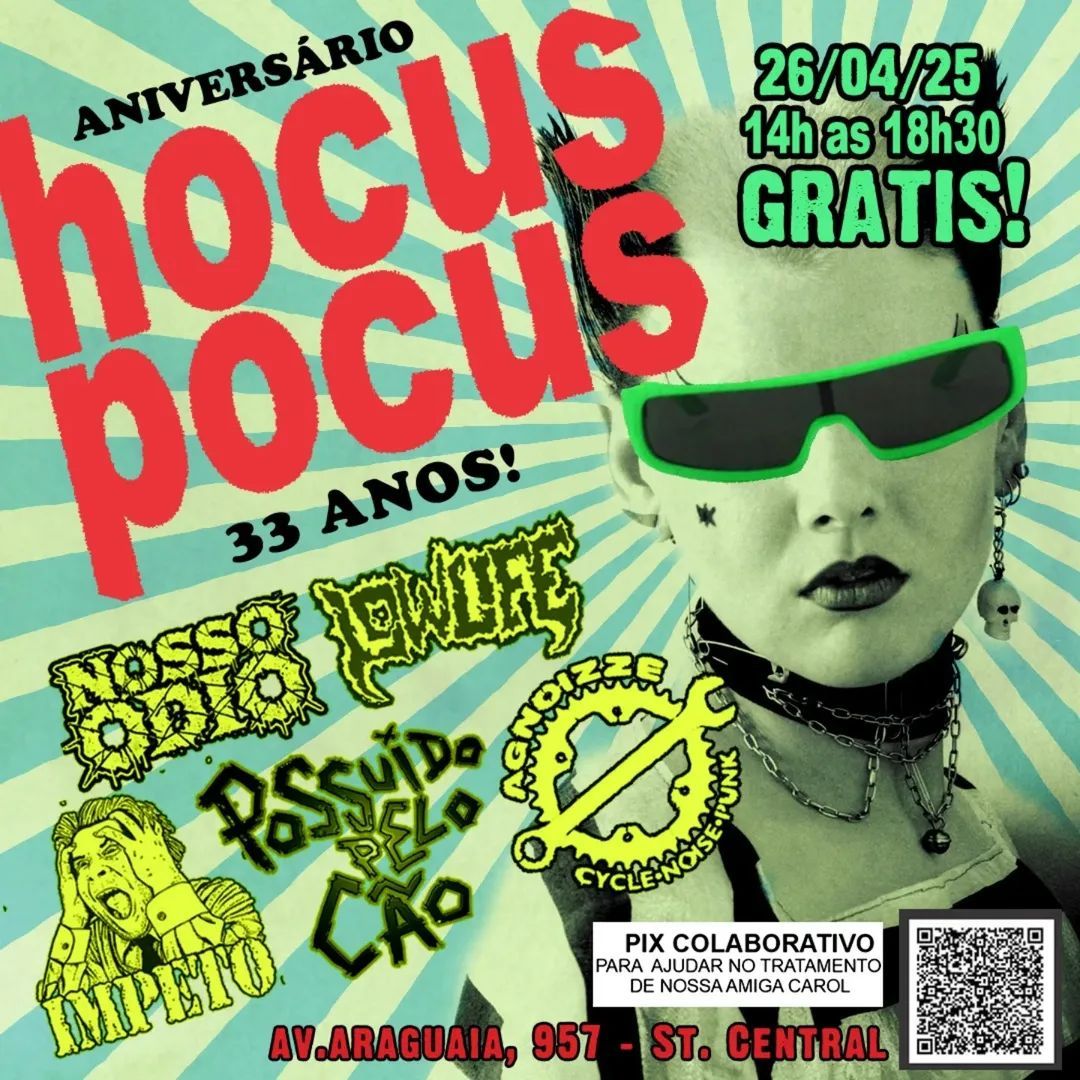 ANIVERSÁRIO
hocus
pocus
33 ANOS!
26/04/25
14h as 18h30
GRATIS!
NOSSO
ODIO
LOWLIFE
AGNOIZZE
CYCLE-NOISE-PUNK
POSSUÍDO
PELO
CÃO
IMPETO
PIX COLABORATIVO
PARA AJUDAR NO TRATAMENTO
DE NOSSA AMIGA CAROL
AV.ARAGUAIA, 957 - ST. CENTRAL